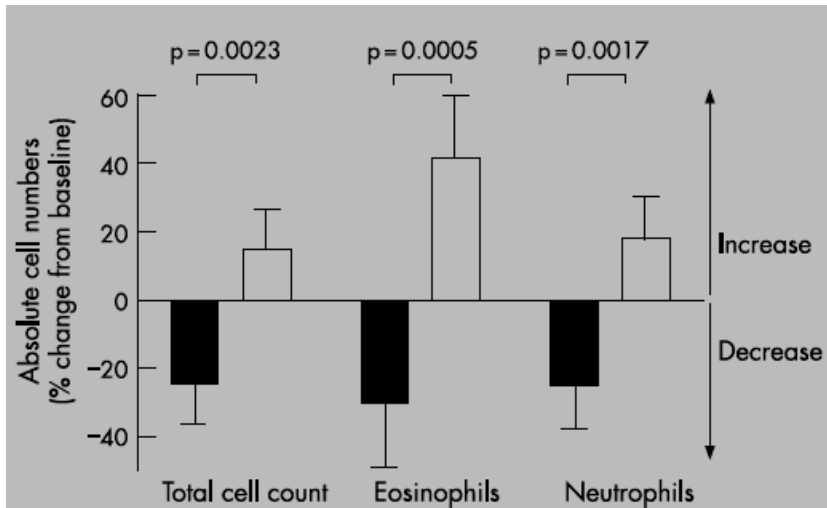 p=0.0023 p=0.0005 p=0.0017
Absolute cell numbers
(% change from baseline)
60
40
20
0
−20
−40
Increase
Decrease
Total cell count Eosinophils Neutrophils